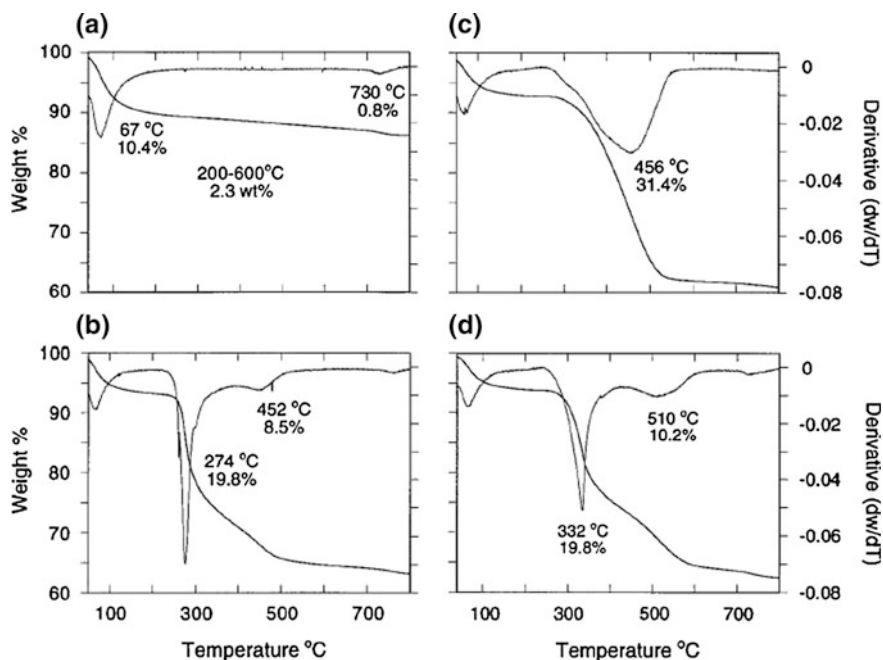 (a)
100
90
80
70
60
Weight %
67 °C
10.4%
200-600°C
2.3 wt%
730 °C
0.8%
(c)
456 °C
31.4%
0
-0.02
-0.04
-0.06
-0.08
Derivative (dw/dT)
(b)
100
90
80
70
60
Weight %
274 °C
19.8%
452 °C
8.5%
100 300 500 700
Temperature °C
(d)
332 °C
19.8%
510 °C
10.2%
0
-0.02
-0.04
-0.06
-0.08
Derivative (dw/dT)
100 300 500 700
Temperature °C